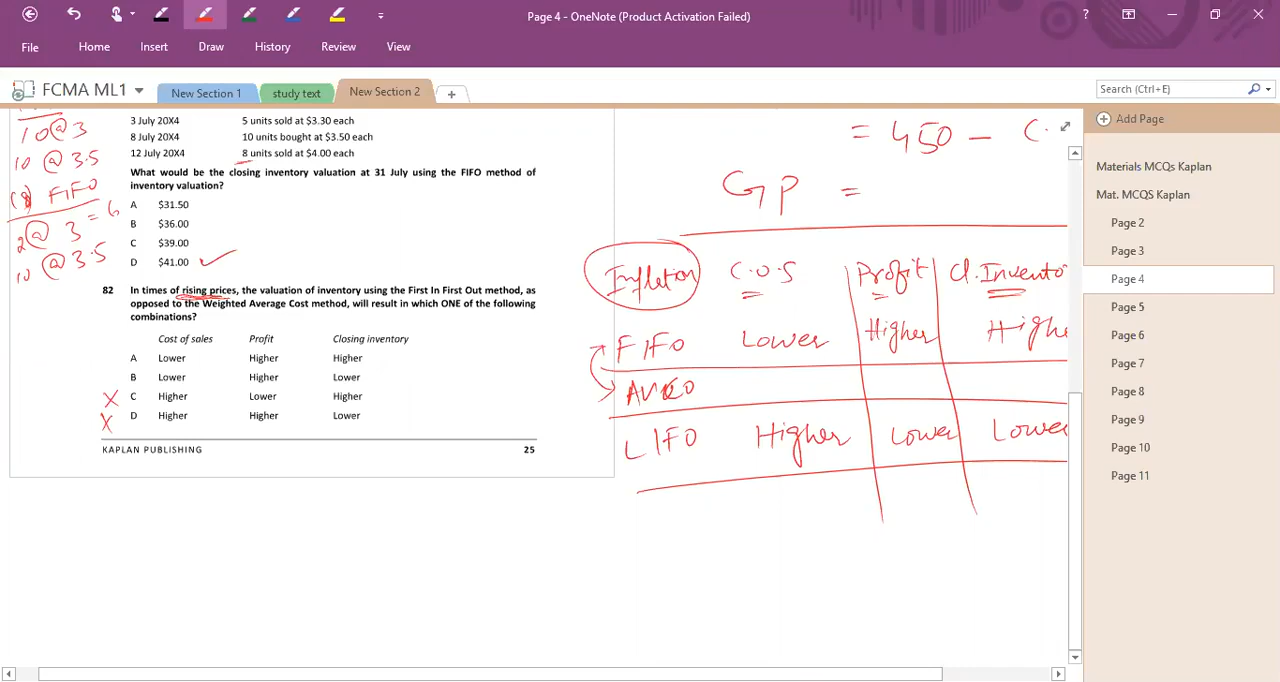 Page 4 - OneNote (Product Activation Failed)
?
File Home Insert Draw History Review View
FCMA ML1 New Section 1 study text New Section 2 +
Search (Ctrl+E)
Add Page
Materials MCQs Kaplan
Mat. MCQS Kaplan
Page 2
Page 3
Page 4
Page 5
Page 6
Page 7
Page 8
Page 9
Page 10
Page 11
3 July 20X4 5 units sold at $3.30 each
8 July 20X4 10 units bought at $3.50 each
12 July 20X4 8 units sold at $4.00 each
What would be the closing inventory valuation at 31 July using the FIFO method of
inventory valuation?
A $31.50
B $36.00
C $39.00
D $41.00
82 In times of rising prices, the valuation of inventory using the First In First Out method, as
opposed to the Weighted Average Cost method, will result in which ONE of the following
combinations?
Cost of sales Profit Closing inventory
A Lower Higher Higher
B Lower Higher Lower
X C Higher Lower Higher
X D Higher Higher Lower
KAPLAN PUBLISHING 25
10 @ 3
10 @ 3.5
(8) FIFO
2 @ 3 = 6
10 @ 3.5
= 450 - C.
GP =
Infletion C.O.S Profit Cl. Invento
FIFO Lower Higher Highe
AVCO
LIFO Higher Lower Lower